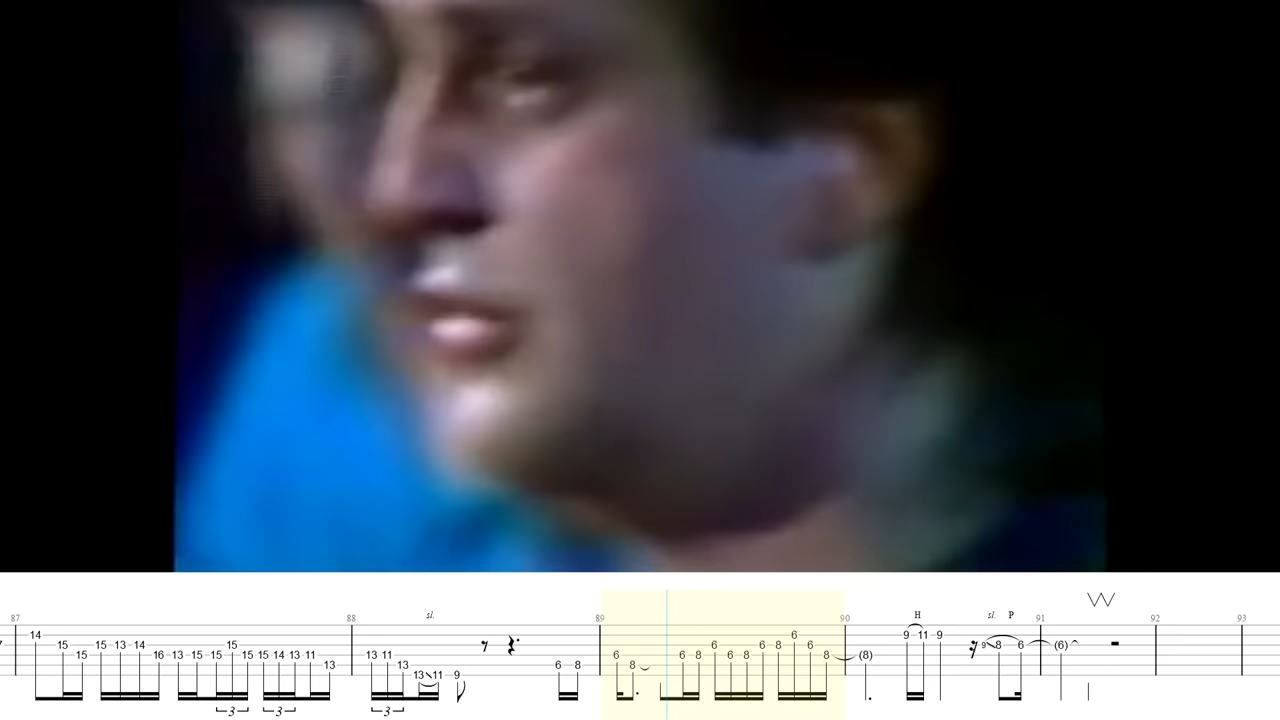 sl. H sl. P
87 88 89 90 91 92 93
14 6 9 11 9
15 15 13 14 15 6 6 8 6 9 8 6 (6)
15 16 13 15 15 15 15 14 13 11 13 11 6 6 8 6 8 8 (8)
13 13 6 8 8
13 11 9
3 3 3